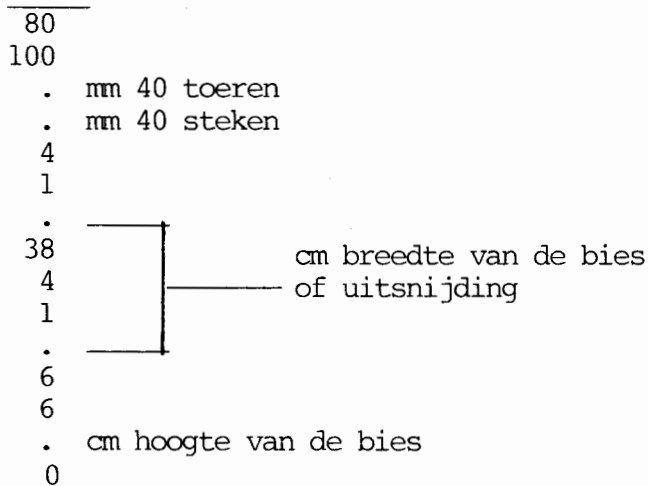 80
100
. mm 40 toeren
. mm 40 steken
4
1
.
38 cm breedte van de bies
4 of uitsnijding
1
.
6
6
. cm hoogte van de bies
0